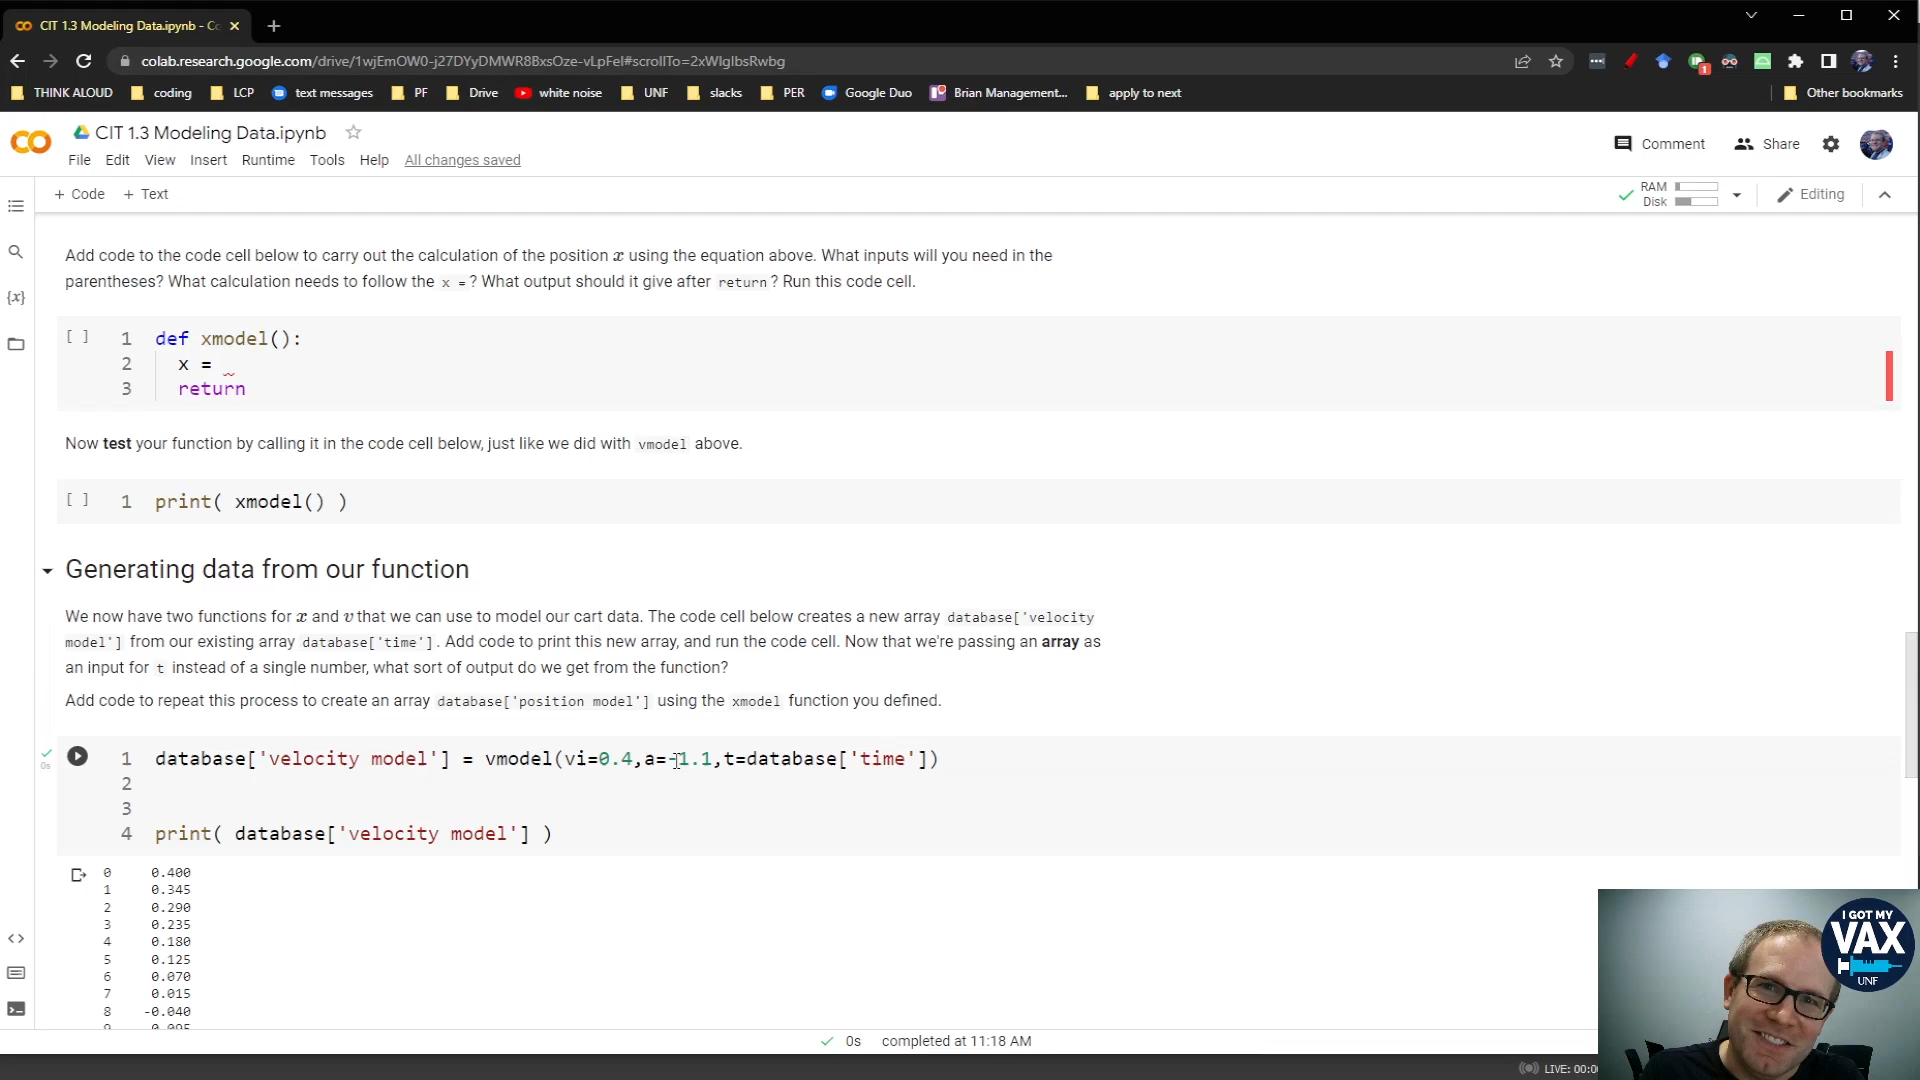 CIT 1.3 Modeling Data.ipynb - Co
colab.research.google.com/drive/1wjEmOW0-j27DYyDMWR8BxsOze-vLpFel#scrollTo=2xWIgIbsRwbg
THINK ALOUD coding LCP text messages PF Drive white noise UNF slacks PER Google Duo Brian Management... apply to next Other bookmarks
CIT 1.3 Modeling Data.ipynb
File Edit View Insert Runtime Tools Help All changes saved
Comment Share
+ Code + Text
RAM
Disk
Editing
Add code to the code cell below to carry out the calculation of the position x using the equation above. What inputs will you need in the
parentheses? What calculation needs to follow the x = ? What output should it give after return ? Run this code cell.
[ ] 1 def xmodel():
2 x =
3 return
Now test your function by calling it in the code cell below, just like we did with vmodel above.
[ ] 1 print( xmodel() )
Generating data from our function
We now have two functions for x and v that we can use to model our cart data. The code cell below creates a new array database['velocity
model'] from our existing array database['time']. Add code to print this new array, and run the code cell. Now that we're passing an array as
an input for t instead of a single number, what sort of output do we get from the function?
Add code to repeat this process to create an array database['position model'] using the xmodel function you defined.
0s
1 database['velocity model'] = vmodel(vi=0.4,a=-1.1,t=database['time'])
2
3
4 print( database['velocity model'] )
0 0.400
1 0.345
2 0.290
3 0.235
4 0.180
5 0.125
6 0.070
7 0.015
8 -0.040
0s completed at 11:18 AM
I GOT MY
VAX
UNF
LIVE: 00:0